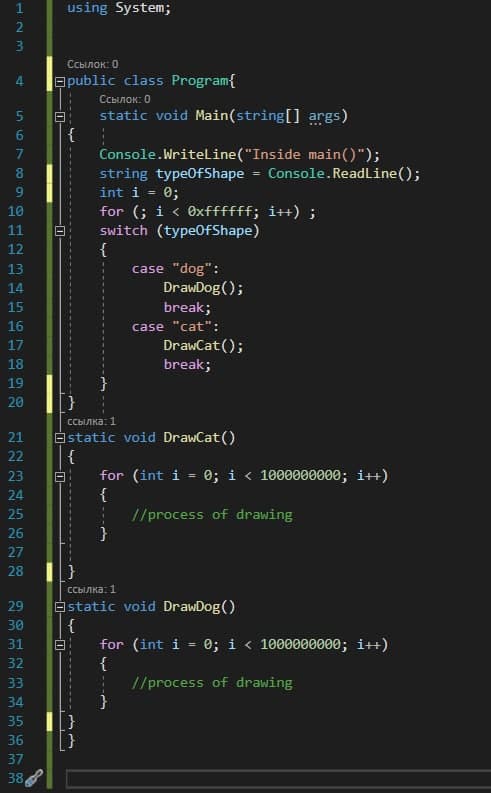 1 using System;
2
3
Ссылок: 0
4 public class Program{
Ссылок: 0
5 static void Main(string[] args)
6 {
7 Console.WriteLine("Inside main()");
8 string typeOfShape = Console.ReadLine();
9 int i = 0;
10 for (; i < 0xffffff; i++) ;
11 switch (typeOfShape)
12 {
13 case "dog":
14 DrawDog();
15 break;
16 case "cat":
17 DrawCat();
18 break;
19 }
20 }
ссылка: 1
21 static void DrawCat()
22 {
23 for (int i = 0; i < 1000000000; i++)
24 {
25 //process of drawing
26 }
27
28 }
ссылка: 1
29 static void DrawDog()
30 {
31 for (int i = 0; i < 1000000000; i++)
32 {
33 //process of drawing
34 }
35 }
36 }
37
38